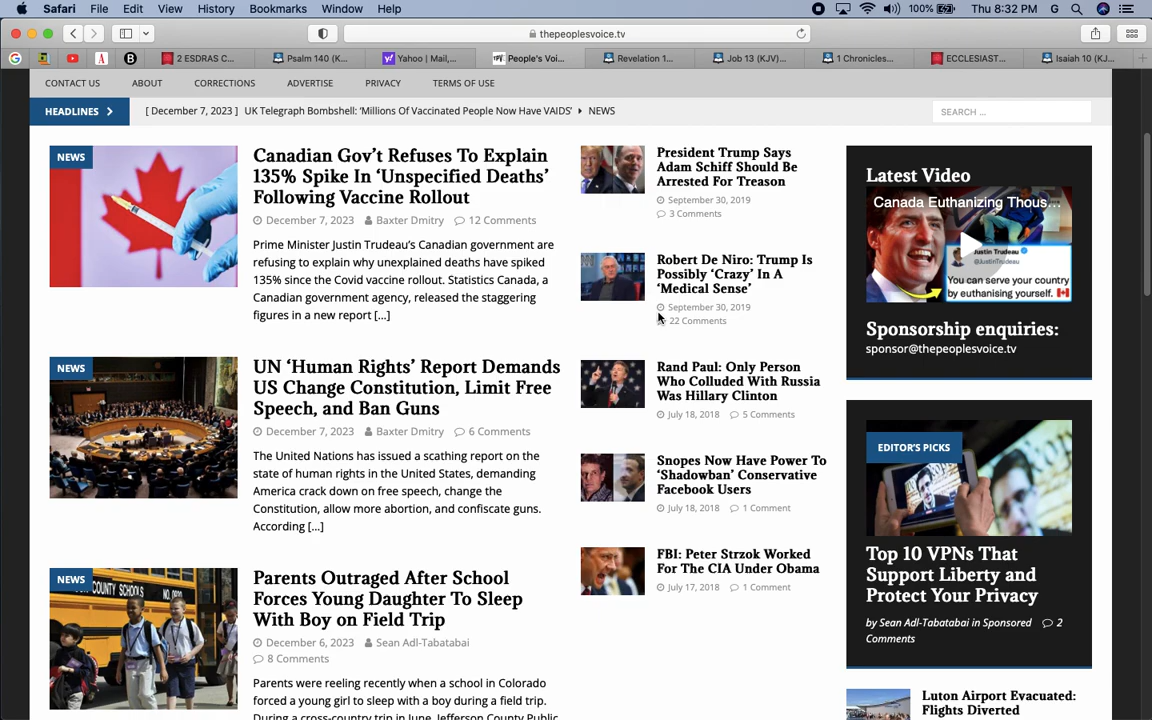 Safari File Edit View History Bookmarks Window Help 100% Thu 8:32 PM G
thepeoplesvoice.tv
G A B 2 ESDRAS C... Psalm 140 (K... Yahoo | Mail,... People's Voi... Revelation 1... Job 13 (KJV)... 1 Chronicles... ECCLESIAST... Isaiah 10 (KJ...
CONTACT US ABOUT CORRECTIONS ADVERTISE PRIVACY TERMS OF USE
HEADLINES [ December 7, 2023 ] UK Telegraph Bombshell: ‘Millions Of Vaccinated People Now Have VAIDS’ NEWS SEARCH ...
NEWS
Canadian Gov’t Refuses To Explain
135% Spike In ‘Unspecified Deaths’
Following Vaccine Rollout
December 7, 2023 Baxter Dmitry 12 Comments
Prime Minister Justin Trudeau’s Canadian government are
refusing to explain why unexplained deaths have spiked
135% since the Covid vaccine rollout. Statistics Canada, a
Canadian government agency, released the staggering
figures in a new report [...]
NEWS
UN ‘Human Rights’ Report Demands
US Change Constitution, Limit Free
Speech, and Ban Guns
December 7, 2023 Baxter Dmitry 6 Comments
The United Nations has issued a scathing report on the
state of human rights in the United States, demanding
America crack down on free speech, change the
Constitution, allow more abortion, and confiscate guns.
According [...]
NEWS
COUNTY SCHOOLS
Parents Outraged After School
Forces Young Daughter To Sleep
With Boy on Field Trip
December 6, 2023 Sean Adl-Tabatabai
8 Comments
Parents were reeling recently when a school in Colorado
forced a young girl to sleep with a boy during a field trip.
During a cross-country trip in June, Jefferson County Public
President Trump Says
Adam Schiff Should Be
Arrested For Treason
September 30, 2019
3 Comments
Robert De Niro: Trump Is
Possibly ‘Crazy’ In A
‘Medical Sense’
September 30, 2019
22 Comments
Rand Paul: Only Person
Who Colluded With Russia
Was Hillary Clinton
July 18, 2018 5 Comments
Snopes Now Have Power To
‘Shadowban’ Conservative
Facebook Users
July 18, 2018 1 Comment
FBI: Peter Strzok Worked
For The CIA Under Obama
July 17, 2018 1 Comment
Latest Video
Canada Euthanizing Thous...
Justin Trudeau
@JustinTrudeau
You can serve your country
by euthanising yourself.
Sponsorship enquiries:
sponsor@thepeoplesvoice.tv
EDITOR'S PICKS
Top 10 VPNs That
Support Liberty and
Protect Your Privacy
by Sean Adl-Tabatabai in Sponsored 2
Comments
Luton Airport Evacuated:
Flights Diverted